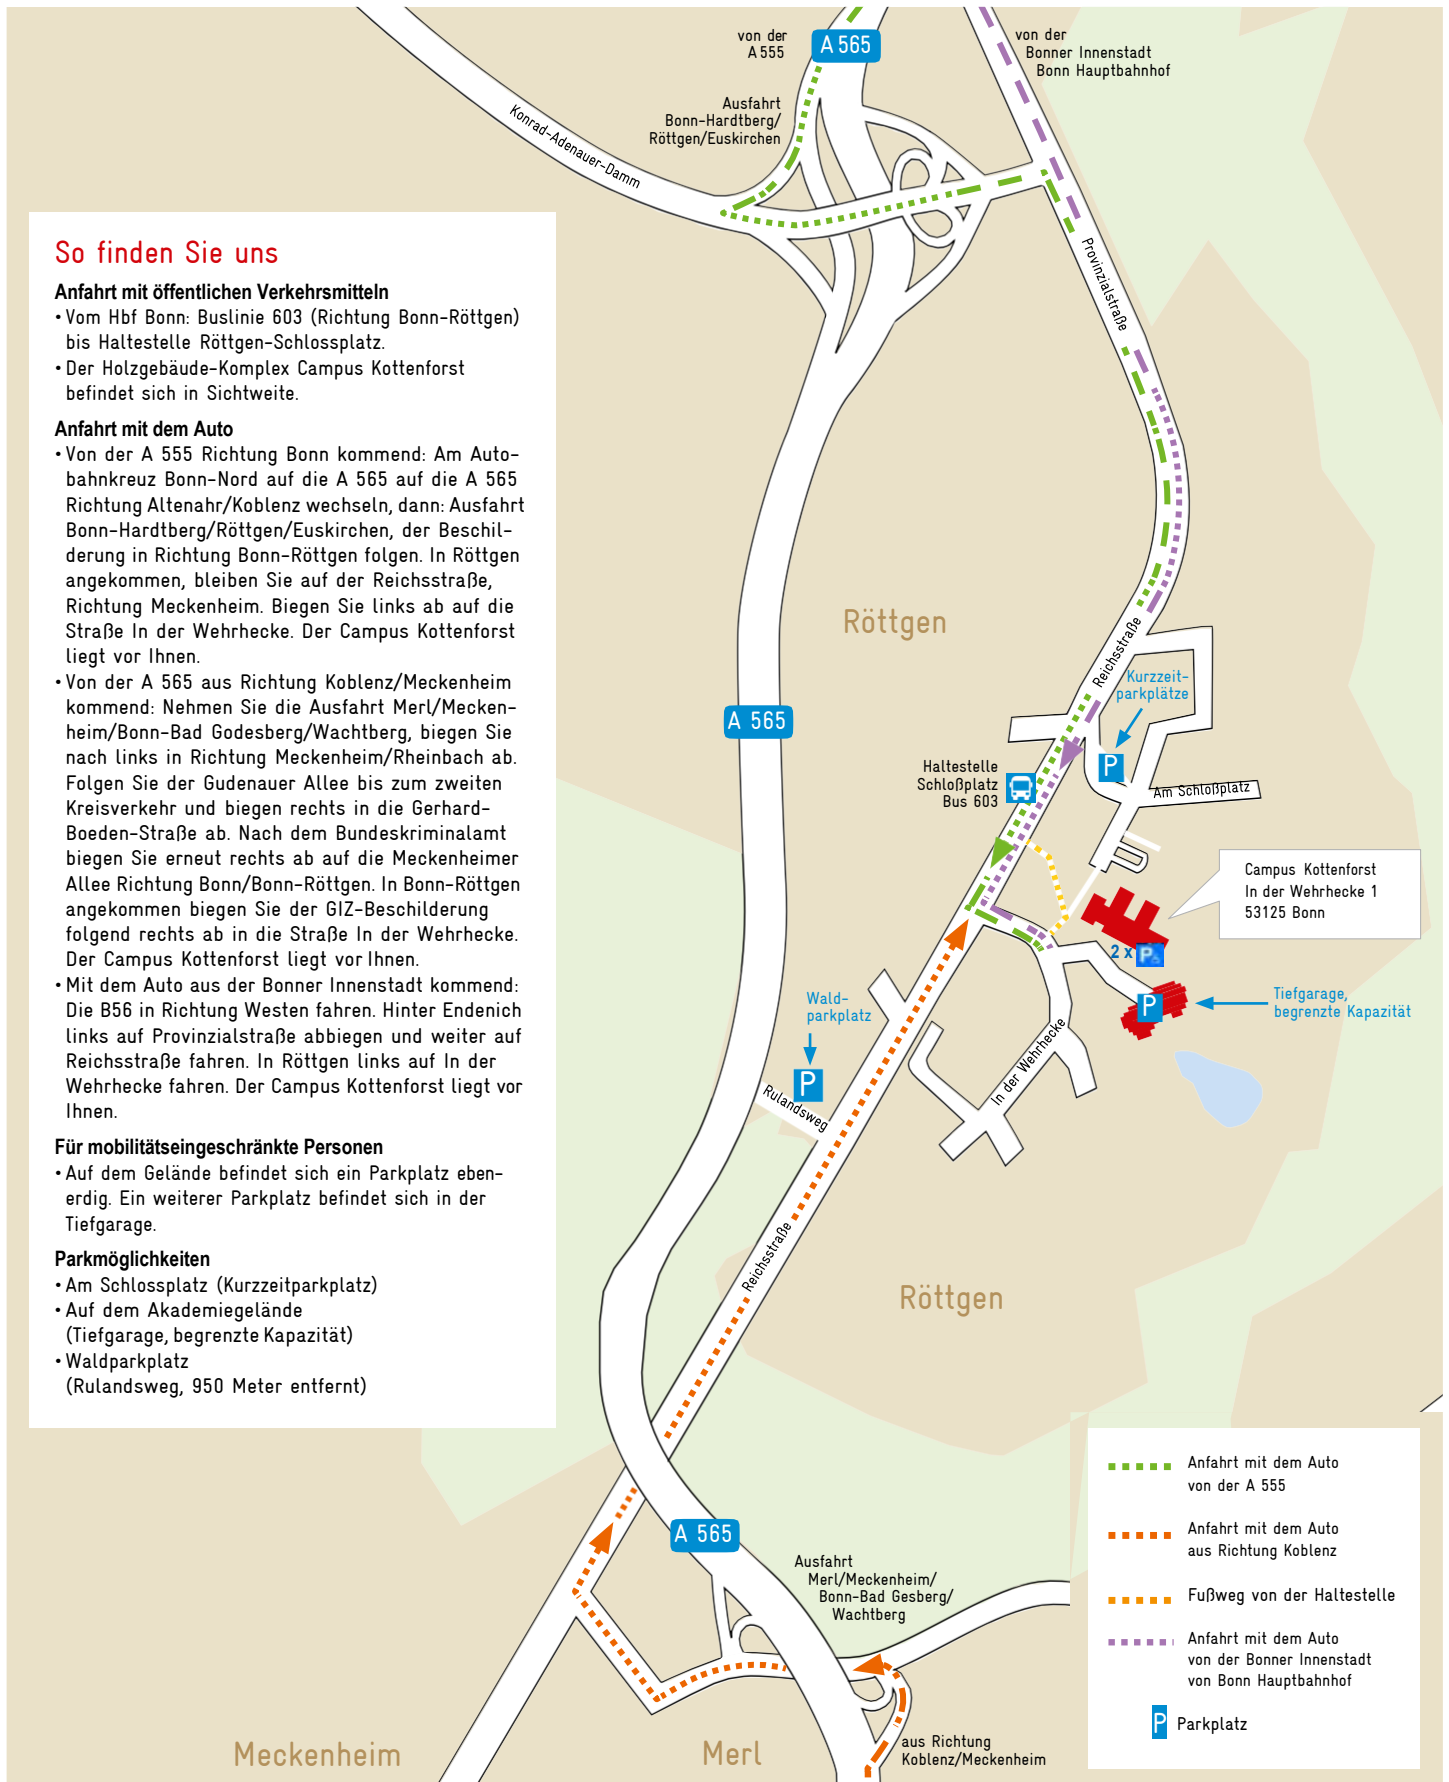 von der
A 555
A 565
von der
Bonner Innenstadt
Bonn Hauptbahnhof
Ausfahrt
Bonn-Hardtberg/
Röttgen/Euskirchen
Konrad-Adenauer-Damm
Provinzialstraße
So finden Sie uns
Anfahrt mit öffentlichen Verkehrsmitteln
• Vom Hbf Bonn: Buslinie 603 (Richtung Bonn-Röttgen)
bis Haltestelle Röttgen-Schlossplatz.
• Der Holzgebäude-Komplex Campus Kottenforst
befindet sich in Sichtweite.
Anfahrt mit dem Auto
• Von der A 555 Richtung Bonn kommend: Am Auto-
bahnkreuz Bonn-Nord auf die A 565 auf die A 565
Richtung Altenahr/Koblenz wechseln, dann: Ausfahrt
Bonn-Hardtberg/Röttgen/Euskirchen, der Beschil-
derung in Richtung Bonn-Röttgen folgen. In Röttgen
angekommen, bleiben Sie auf der Reichsstraße,
Richtung Meckenheim. Biegen Sie links ab auf die
Straße In der Wehrhecke. Der Campus Kottenforst
liegt vor Ihnen.
• Von der A 565 aus Richtung Koblenz/Meckenheim
kommend: Nehmen Sie die Ausfahrt Merl/Mecken-
heim/Bonn-Bad Godesberg/Wachtberg, biegen Sie
nach links in Richtung Meckenheim/Rheinbach ab.
Folgen Sie der Gudenauer Allee bis zum zweiten
Kreisverkehr und biegen rechts in die Gerhard-
Boeden-Straße ab. Nach dem Bundeskriminalamt
biegen Sie erneut rechts ab auf die Meckenheimer
Allee Richtung Bonn/Bonn-Röttgen. In Bonn-Röttgen
angekommen biegen Sie der GIZ-Beschilderung
folgend rechts ab in die Straße In der Wehrhecke.
Der Campus Kottenforst liegt vor Ihnen.
• Mit dem Auto aus der Bonner Innenstadt kommend:
Die B56 in Richtung Westen fahren. Hinter Endenich
links auf Provinzialstraße abbiegen und weiter auf
Reichsstraße fahren. In Röttgen links auf In der
Wehrhecke fahren. Der Campus Kottenforst liegt vor
Ihnen.
Für mobilitätseingeschränkte Personen
• Auf dem Gelände befindet sich ein Parkplatz eben-
erdig. Ein weiterer Parkplatz befindet sich in der
Tiefgarage.
Parkmöglichkeiten
• Am Schlossplatz (Kurzzeitparkplatz)
• Auf dem Akademiegelände
(Tiefgarage, begrenzte Kapazität)
• Waldparkplatz
(Rulandsweg, 950 Meter entfernt)
Röttgen
Reichsstraße
Kurzzeit-
parkplätze
A 565
P
Haltestelle
Schloßplatz
Bus 603
Am Schloßplatz
Campus Kottenforst
In der Wehrhecke 1
53125 Bonn
2 x P
Wald-
parkplatz
P
Tiefgarage,
begrenzte Kapazität
P
In der Wehrhecke
Rulandsweg
Reichsstraße
Röttgen
A 565
Ausfahrt
Merl/Meckenheim/
Bonn-Bad Gesberg/
Wachtberg
Meckenheim
Merl
aus Richtung
Koblenz/Meckenheim
Anfahrt mit dem Auto
von der A 555
Anfahrt mit dem Auto
aus Richtung Koblenz
Fußweg von der Haltestelle
Anfahrt mit dem Auto
von der Bonner Innenstadt
von Bonn Hauptbahnhof
P Parkplatz